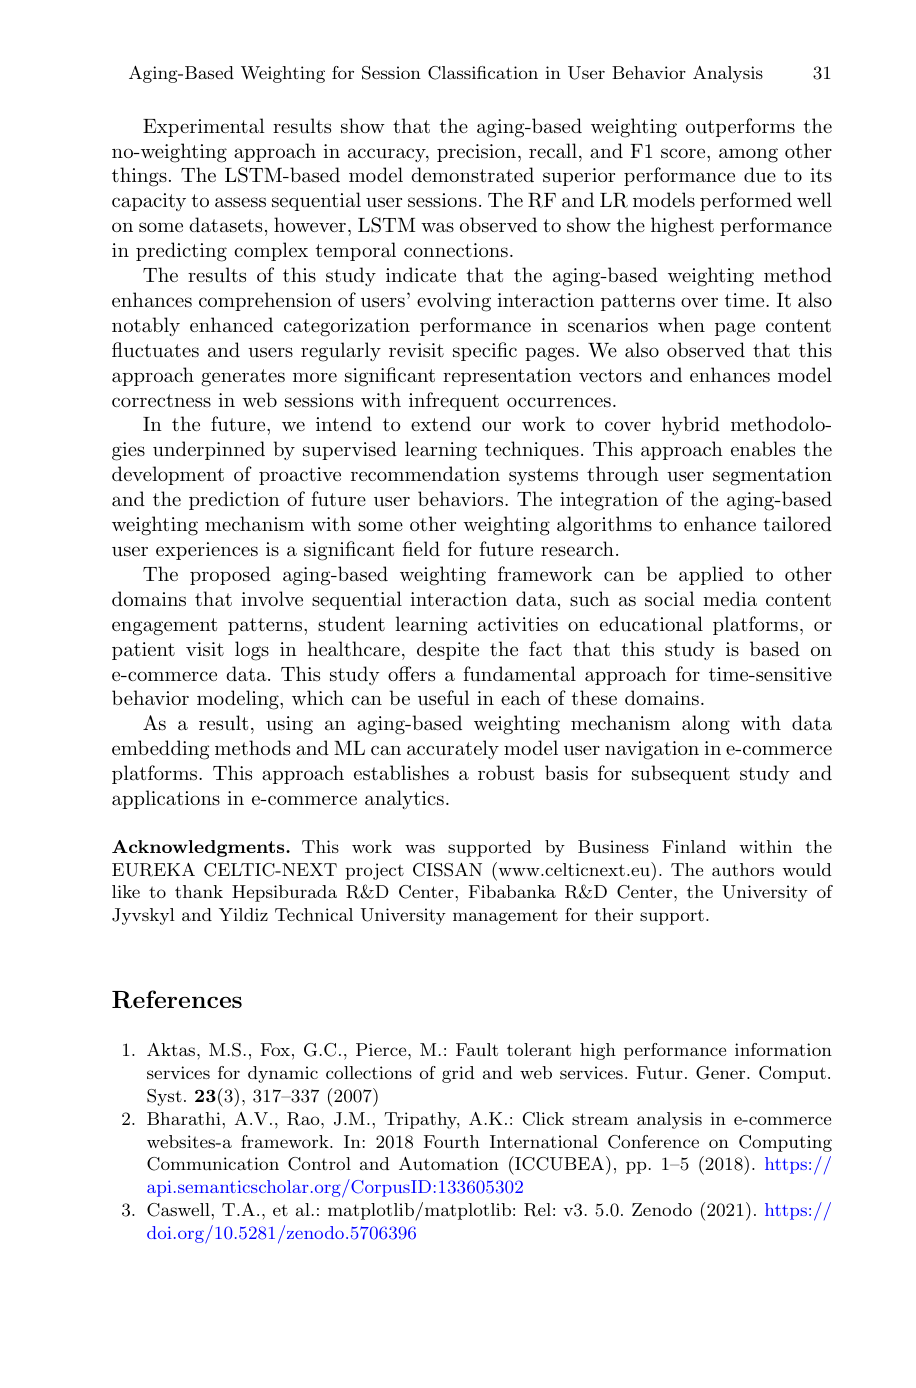 Aging-Based Weighting for Session Classification in User Behavior Analysis 31
Experimental results show that the aging-based weighting outperforms the
no-weighting approach in accuracy, precision, recall, and F1 score, among other
things. The LSTM-based model demonstrated superior performance due to its
capacity to assess sequential user sessions. The RF and LR models performed well
on some datasets, however, LSTM was observed to show the highest performance
in predicting complex temporal connections.
The results of this study indicate that the aging-based weighting method
enhances comprehension of users' evolving interaction patterns over time. It also
notably enhanced categorization performance in scenarios when page content
fluctuates and users regularly revisit specific pages. We also observed that this
approach generates more significant representation vectors and enhances model
correctness in web sessions with infrequent occurrences.
In the future, we intend to extend our work to cover hybrid methodolo-
gies underpinned by supervised learning techniques. This approach enables the
development of proactive recommendation systems through user segmentation
and the prediction of future user behaviors. The integration of the aging-based
weighting mechanism with some other weighting algorithms to enhance tailored
user experiences is a significant field for future research.
The proposed aging-based weighting framework can be applied to other
domains that involve sequential interaction data, such as social media content
engagement patterns, student learning activities on educational platforms, or
patient visit logs in healthcare, despite the fact that this study is based on
e-commerce data. This study offers a fundamental approach for time-sensitive
behavior modeling, which can be useful in each of these domains.
As a result, using an aging-based weighting mechanism along with data
embedding methods and ML can accurately model user navigation in e-commerce
platforms. This approach establishes a robust basis for subsequent study and
applications in e-commerce analytics.
Acknowledgments. This work was supported by Business Finland within the
EUREKA CELTIC-NEXT project CISSAN (www.celticnext.eu). The authors would
like to thank Hepsiburada R&D Center, Fibabanka R&D Center, the University of
Jyvskyl and Yildiz Technical University management for their support.
References
1. Aktas, M.S., Fox, G.C., Pierce, M.: Fault tolerant high performance information
services for dynamic collections of grid and web services. Futur. Gener. Comput.
Syst. 23(3), 317–337 (2007)
2. Bharathi, A.V., Rao, J.M., Tripathy, A.K.: Click stream analysis in e-commerce
websites-a framework. In: 2018 Fourth International Conference on Computing
Communication Control and Automation (ICCUBEA), pp. 1–5 (2018). https://
api.semanticscholar.org/CorpusID:133605302
3. Caswell, T.A., et al.: matplotlib/matplotlib: Rel: v3. 5.0. Zenodo (2021). https://
doi.org/10.5281/zenodo.5706396